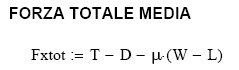 FORZA TOTALE MEDIA
Fxtot := T − D − μ·(W − L)